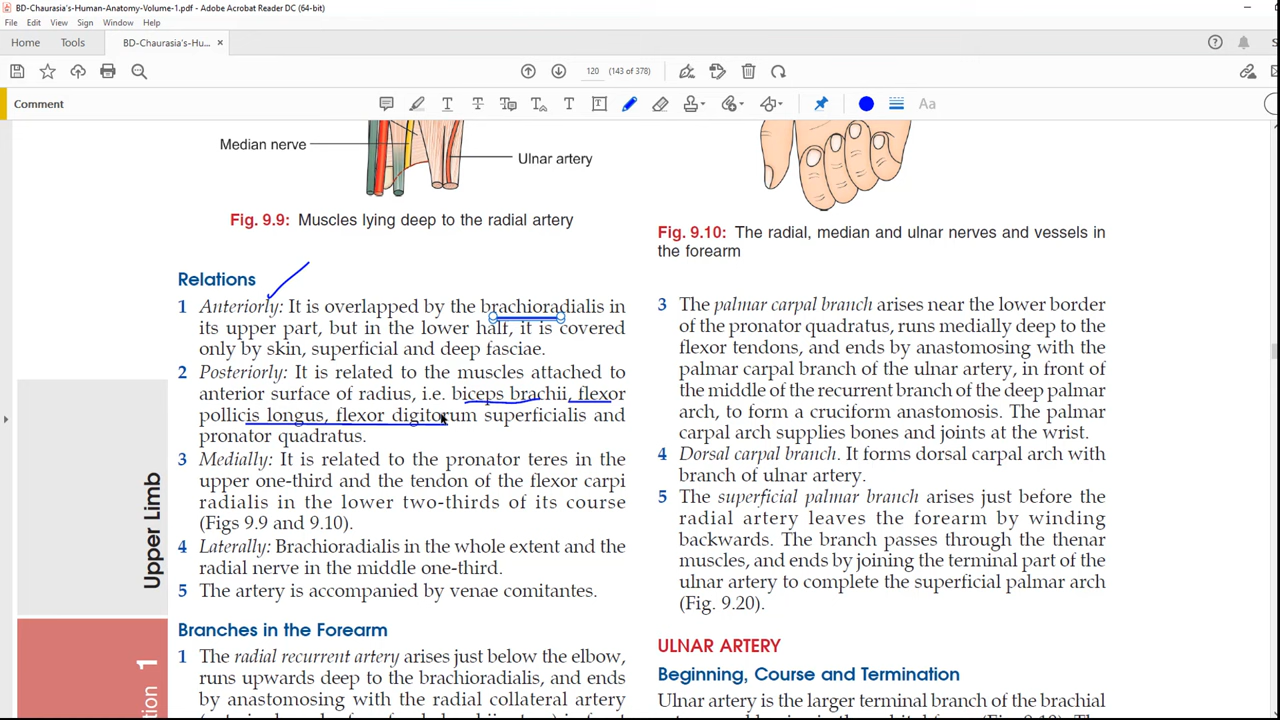 BD-Chaurasia's-Human-Anatomy-Volume-1.pdf - Adobe Acrobat Reader DC (64-bit)
File Edit View Sign Window Help
Home Tools BD-Chaurasia's-Hu... ×
120 (143 of 378)
Comment
Aa
Median nerve
Ulnar artery
Fig. 9.9: Muscles lying deep to the radial artery
Fig. 9.10: The radial, median and ulnar nerves and vessels in
the forearm
Relations
1 Anteriorly: It is overlapped by the brachioradialis in
its upper part, but in the lower half, it is covered
only by skin, superficial and deep fasciae.
2 Posteriorly: It is related to the muscles attached to
anterior surface of radius, i.e. biceps brachii, flexor
pollicis longus, flexor digitorum superficialis and
pronator quadratus.
3 Medially: It is related to the pronator teres in the
upper one-third and the tendon of the flexor carpi
radialis in the lower two-thirds of its course
(Figs 9.9 and 9.10).
4 Laterally: Brachioradialis in the whole extent and the
radial nerve in the middle one-third.
5 The artery is accompanied by venae comitantes.
Branches in the Forearm
1 The radial recurrent artery arises just below the elbow,
runs upwards deep to the brachioradialis, and ends
by anastomosing with the radial collateral artery
3 The palmar carpal branch arises near the lower border
of the pronator quadratus, runs medially deep to the
flexor tendons, and ends by anastomosing with the
palmar carpal branch of the ulnar artery, in front of
the middle of the recurrent branch of the deep palmar
arch, to form a cruciform anastomosis. The palmar
carpal arch supplies bones and joints at the wrist.
4 Dorsal carpal branch. It forms dorsal carpal arch with
branch of ulnar artery.
5 The superficial palmar branch arises just before the
radial artery leaves the forearm by winding
backwards. The branch passes through the thenar
muscles, and ends by joining the terminal part of the
ulnar artery to complete the superficial palmar arch
(Fig. 9.20).
ULNAR ARTERY
Beginning, Course and Termination
Ulnar artery is the larger terminal branch of the brachial
Upper Limb
1